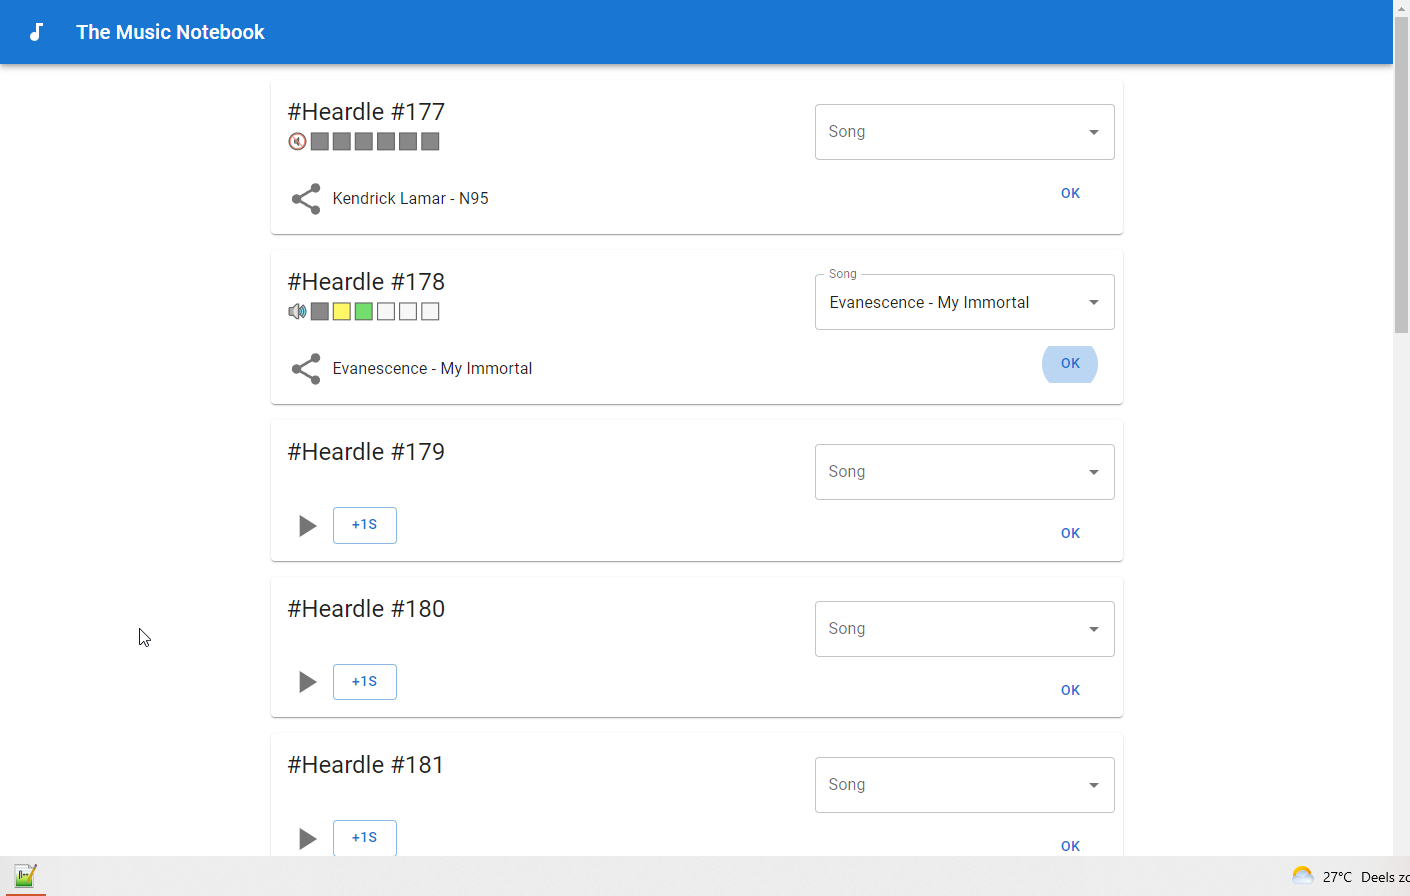 The Music Notebook
#Heardle #177
Song
Kendrick Lamar - N95
OK
#Heardle #178
Song
Evanescence - My Immortal
Evanescence - My Immortal
OK
#Heardle #179
Song
+1S
OK
#Heardle #180
Song
+1S
OK
#Heardle #181
Song
+1S
OK
27°C Deels